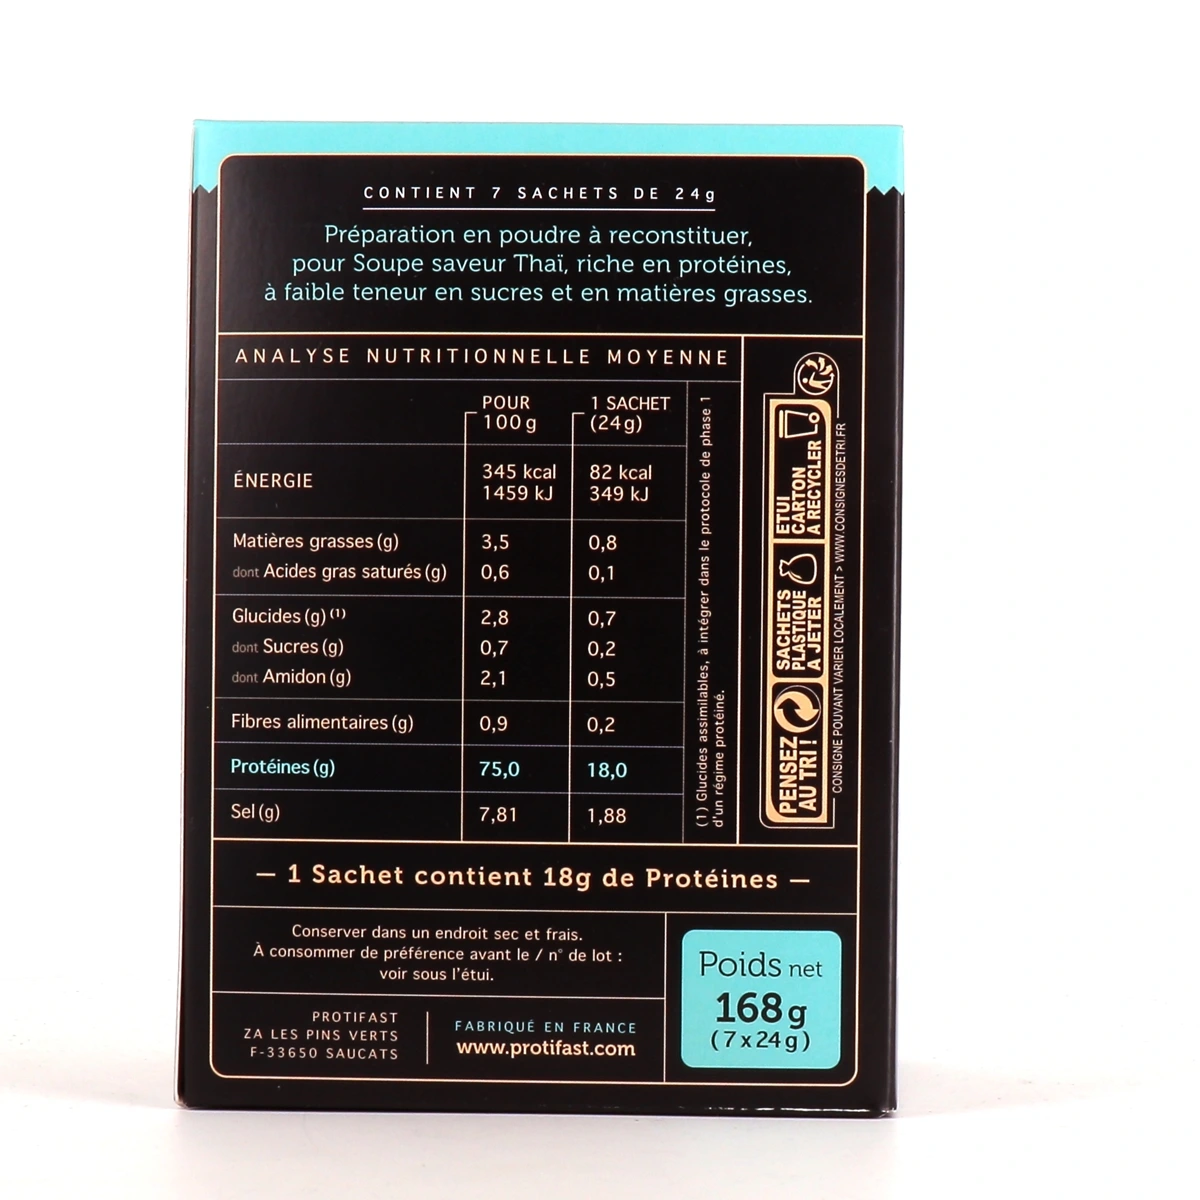 CONTIENT 7 SACHETS DE 24g
Préparation en poudre à reconstituer,
pour Soupe saveur Thaï, riche en protéines,
à faible teneur en sucres et en matières grasses.
ANALYSE NUTRITIONNELLE MOYENNE
POUR 1 SACHET
100 g (24g)
ÉNERGIE 345 kcal 82 kcal
1459 kJ 349 kJ
Matières grasses (g) 3,5 0,8
dont Acides gras saturés (g) 0,6 0,1
Glucides (g) (1) 2,8 0,7
dont Sucres (g) 0,7 0,2
dont Amidon (g) 2,1 0,5
Fibres alimentaires (g) 0,9 0,2
Protéines (g) 75,0 18,0
Sel (g) 7,81 1,88
(1) Glucides assimilables, à intégrer dans le protocole de phase 1
d'un régime protéiné.
PENSEZ
AU TRI !
SACHETS
PLASTIQUE
À JETER
ETUI
CARTON
À RECYCLER
CONSIGNE POUVANT VARIER LOCALEMENT > WWW.CONSIGNESDETRI.FR
— 1 Sachet contient 18g de Protéines —
Conserver dans un endroit sec et frais.
À consommer de préférence avant le / n° de lot :
voir sous l'étui.
PROTIFAST
ZA LES PINS VERTS
F-33650 SAUCATS
FABRIQUÉ EN FRANCE
www.protifast.com
Poids net
168 g
(7 x 24 g)